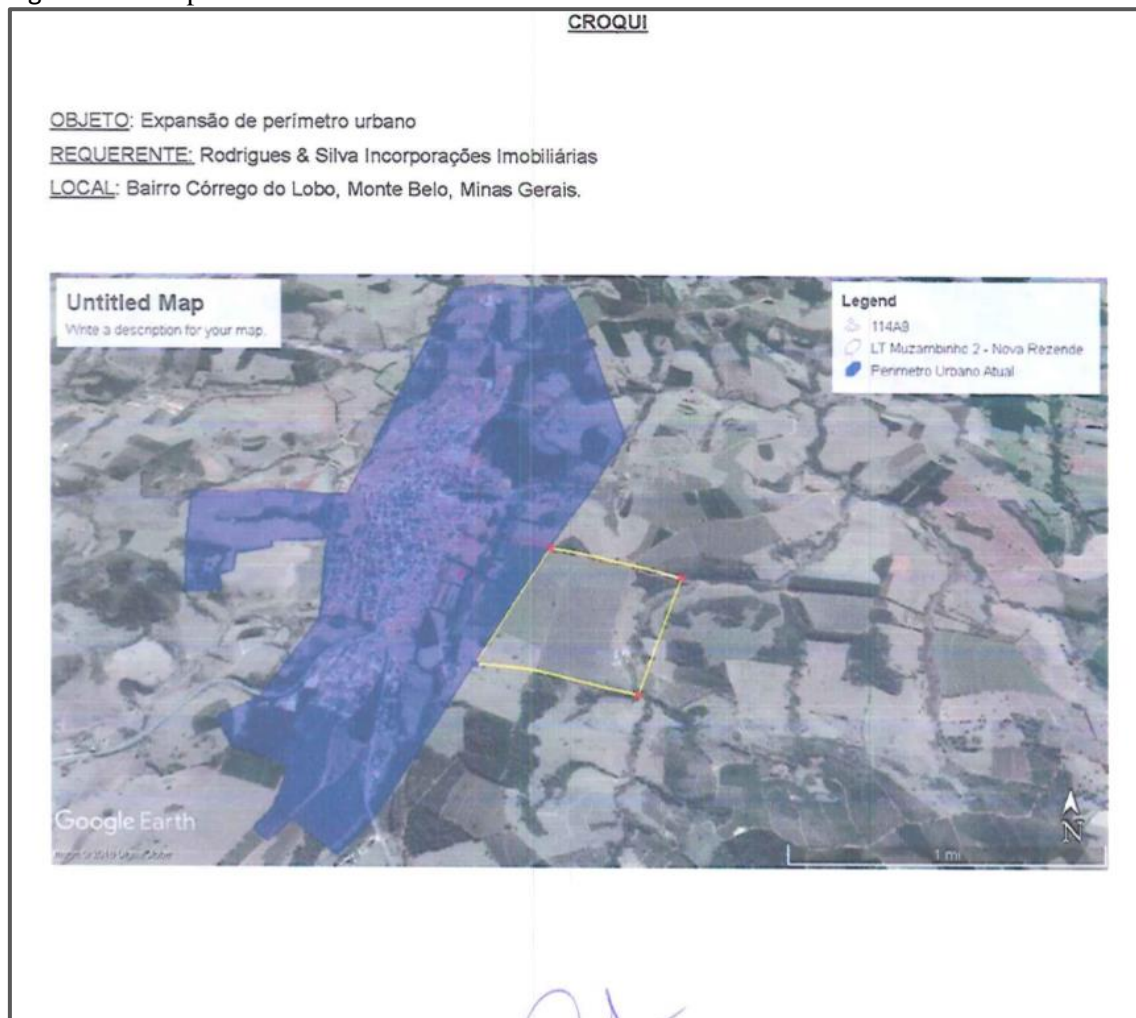 CROQUI
OBJETO: Expansão de perímetro urbano
REQUERENTE: Rodrigues & Silva Incorporações Imobiliárias
LOCAL: Bairro Córrego do Lobo, Monte Belo, Minas Gerais.
Untitled Map
Write a description for your map.
Legend
114A9
LT Muzambinho 2 - Nova Rezende
Perimetro Urbano Atual
Google Earth
N
1 mi